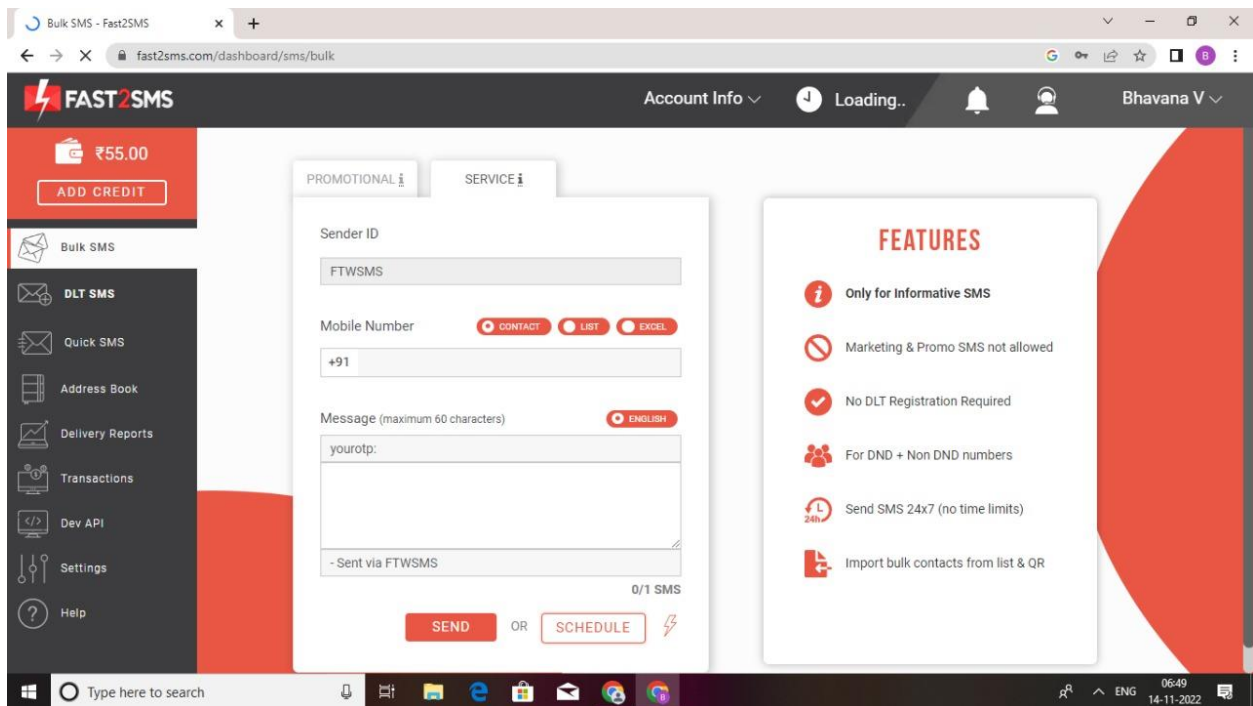 Bulk SMS - Fast2SMS
fast2sms.com/dashboard/sms/bulk
B
FAST2SMS
Account Info
Loading..
Bhavana V
₹55.00
ADD CREDIT
Bulk SMS
DLT SMS
Quick SMS
Address Book
Delivery Reports
Transactions
Dev API
Settings
Help
PROMOTIONAL i
SERVICE i
Sender ID
FTWSMS
Mobile Number
CONTACT
LIST
EXCEL
+91
Message (maximum 60 characters)
ENGLISH
yourotp:
- Sent via FTWSMS
0/1 SMS
SEND
OR
SCHEDULE
FEATURES
Only for Informative SMS
Marketing & Promo SMS not allowed
No DLT Registration Required
For DND + Non DND numbers
24h
Send SMS 24x7 (no time limits)
Import bulk contacts from list & QR
Type here to search
ENG
06:49
14-11-2022